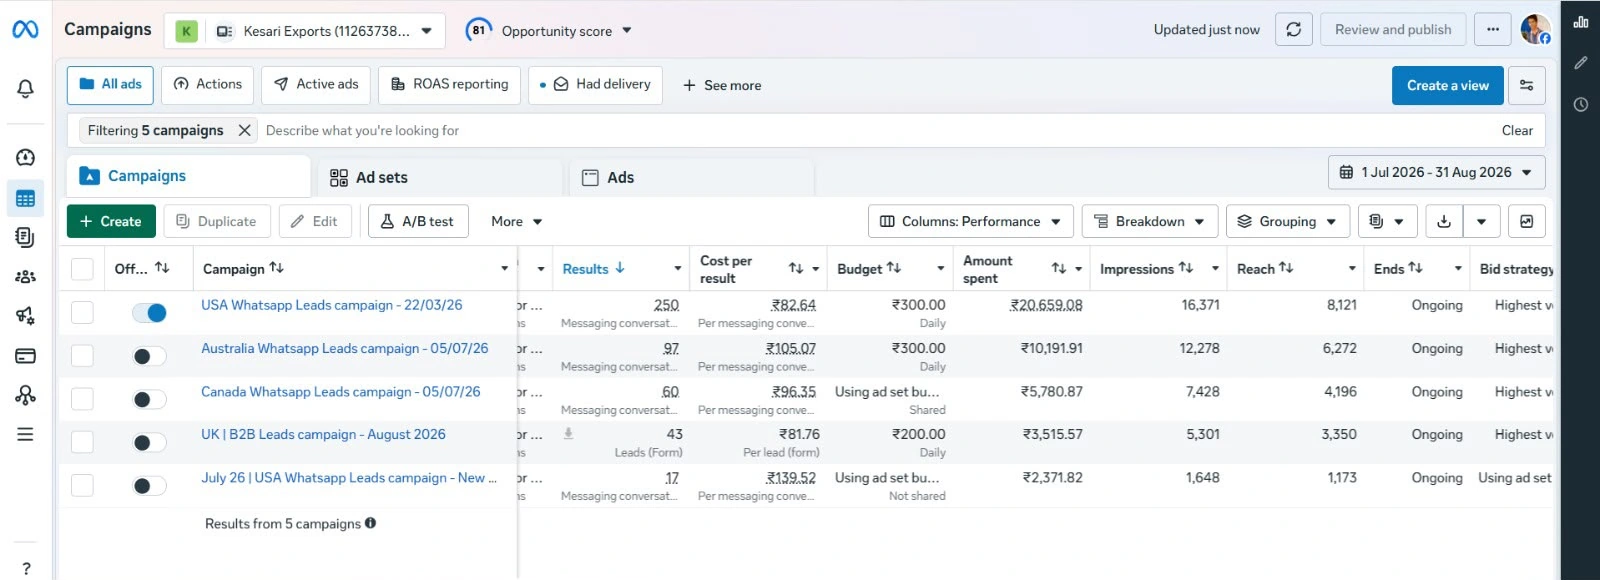 Campaigns
K Kesari Exports (11263738...
81 Opportunity score
Updated just now
Review and publish
...
All ads
Actions
Active ads
ROAS reporting
Had delivery
+ See more
Create a view
Filtering 5 campaigns
Describe what you're looking for
Clear
Campaigns
Ad sets
Ads
1 Jul 2026 - 31 Aug 2026
+ Create
Duplicate
Edit
A/B test
More
Columns: Performance
Breakdown
Grouping
Off... Campaign Results Cost per result Budget Amount spent Impressions Reach Ends Bid strategy
USA Whatsapp Leads campaign - 22/03/26 or ... 250 ₹82.64 ₹300.00 ₹20,659.08 16,371 8,121 Ongoing Highest v
Messaging conversat... Per messaging conve... Daily
Australia Whatsapp Leads campaign - 05/07/26 or ... 97 ₹105.07 ₹300.00 ₹10,191.91 12,278 6,272 Ongoing Highest v
Messaging conversat... Per messaging conve... Daily
Canada Whatsapp Leads campaign - 05/07/26 or ... 60 ₹96.35 Using ad set bu... ₹5,780.87 7,428 4,196 Ongoing Highest v
Messaging conversat... Per messaging conve... Shared
UK | B2B Leads campaign - August 2026 or ... 43 ₹81.76 ₹200.00 ₹3,515.57 5,301 3,350 Ongoing Highest v
Leads (Form) Per lead (form) Daily
July 26 | USA Whatsapp Leads campaign - New ... or ... 17 ₹139.52 Using ad set bu... ₹2,371.82 1,648 1,173 Ongoing Using ad set
Messaging conversat... Per messaging conve... Not shared
Results from 5 campaigns
?